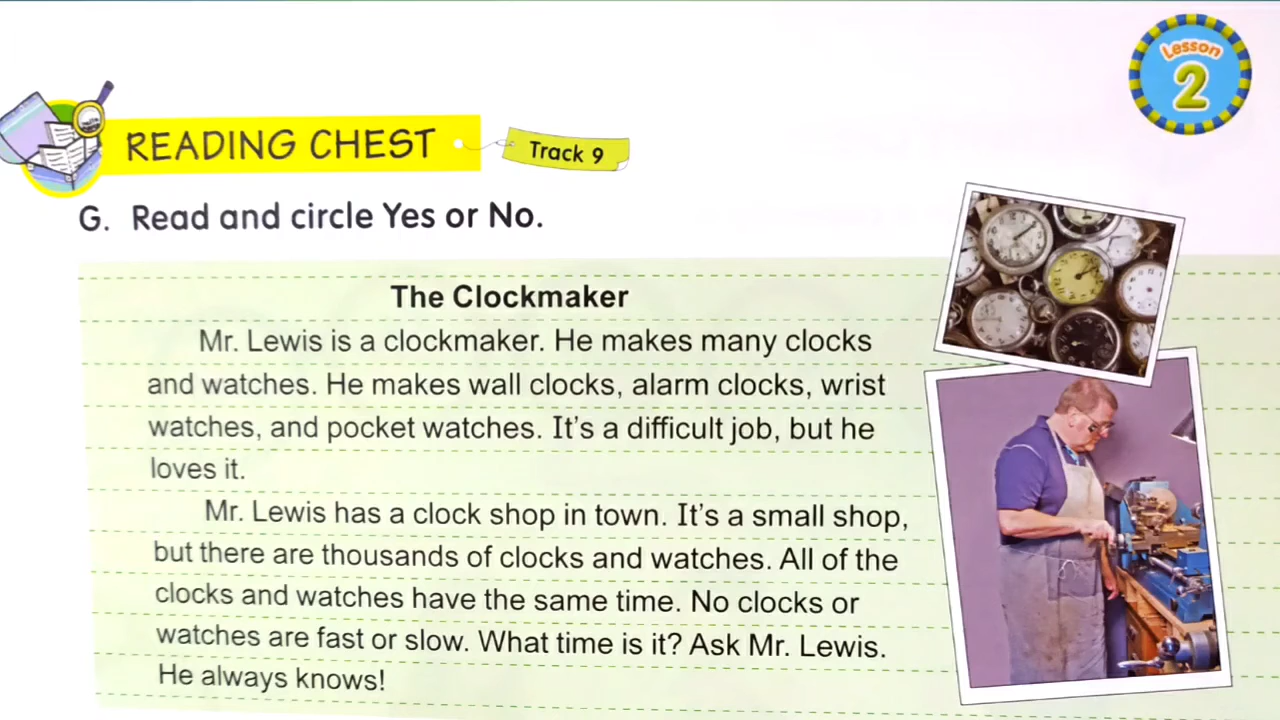 Lesson
2
READING CHEST
Track 9
G. Read and circle Yes or No.
The Clockmaker
Mr. Lewis is a clockmaker. He makes many clocks
and watches. He makes wall clocks, alarm clocks, wrist
watches, and pocket watches. It's a difficult job, but he
loves it.
Mr. Lewis has a clock shop in town. It's a small shop,
but there are thousands of clocks and watches. All of the
clocks and watches have the same time. No clocks or
watches are fast or slow. What time is it? Ask Mr. Lewis.
He always knows!